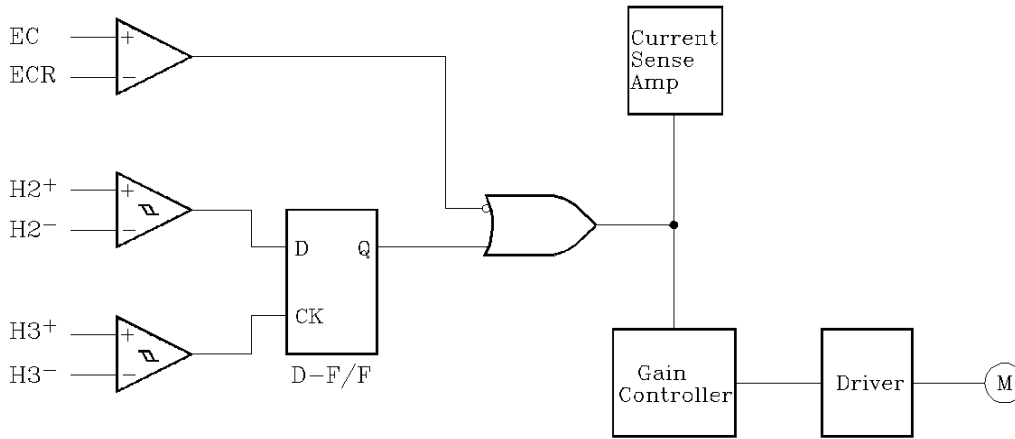 EC
+
ECR
−
Current
Sense
Amp
H2+
+
H2−
−
D
Q
CK
H3+
+
H3−
−
D−F/F
Gain
Controller
Driver
M